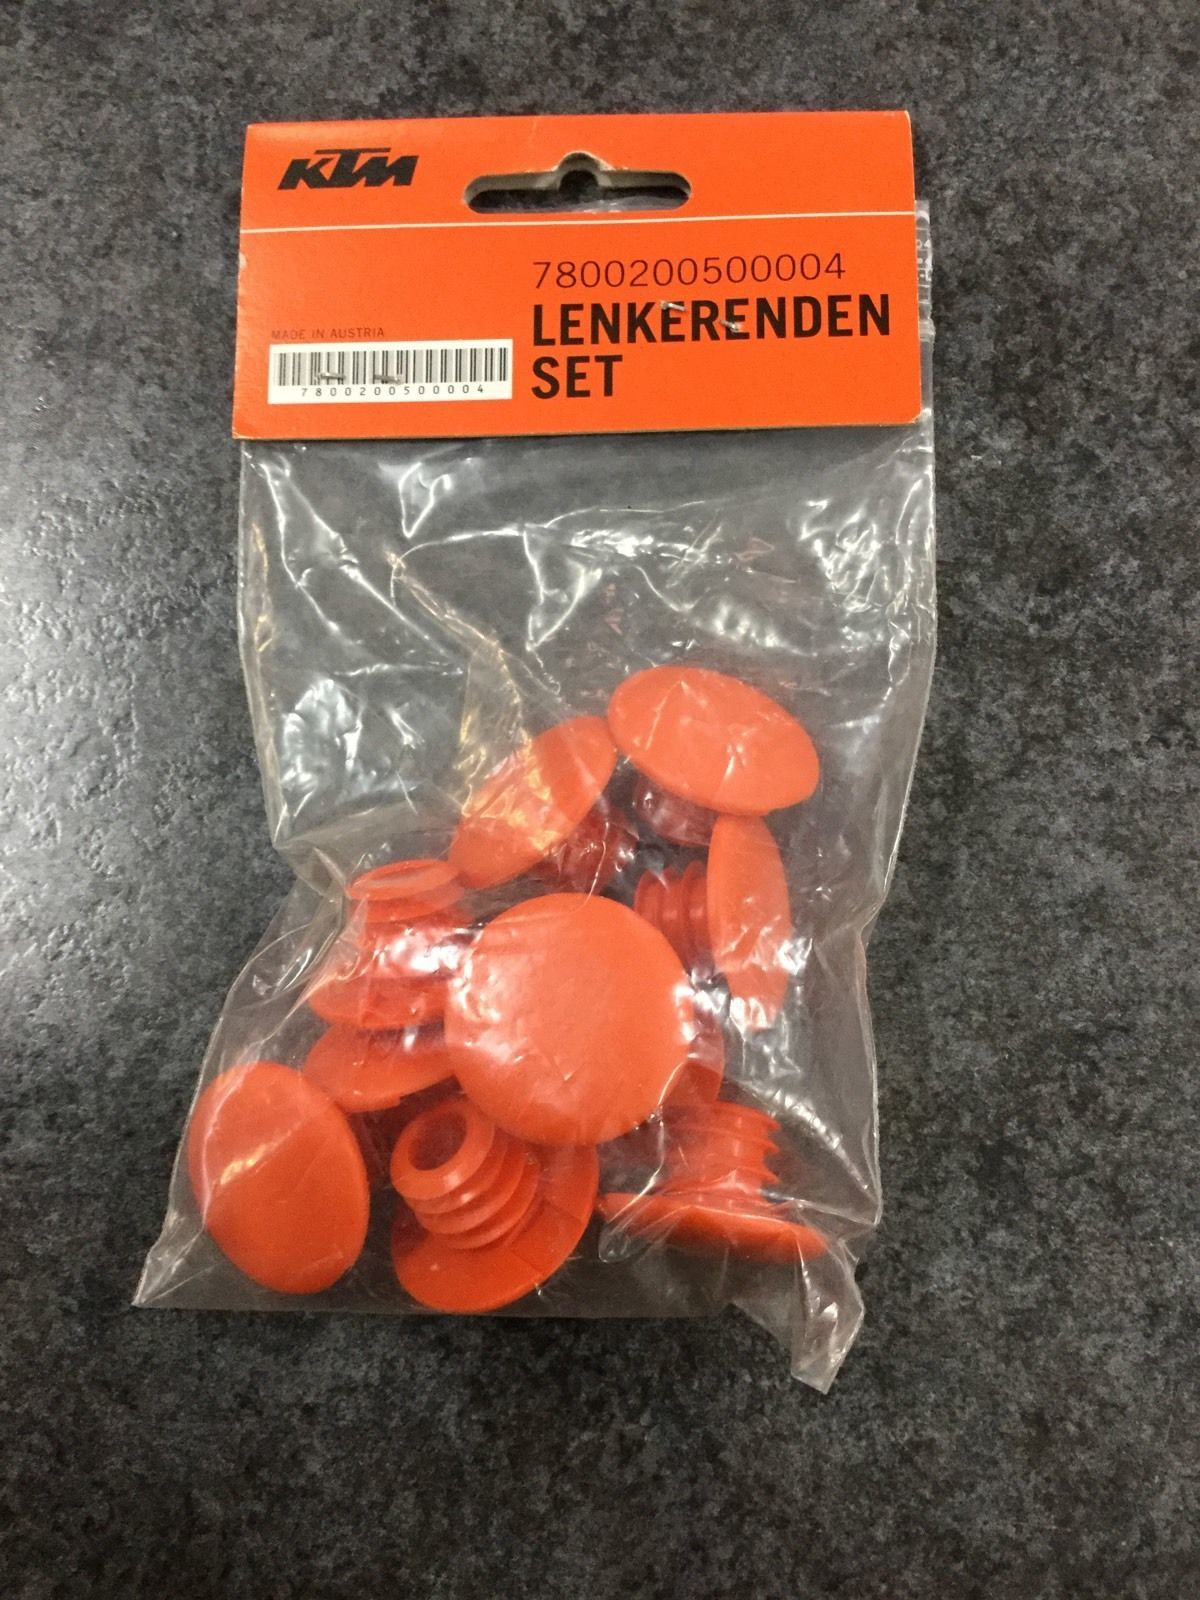 KTM
7800200500004
LENKERENDEN
SET
MADE IN AUSTRIA
7800200500004